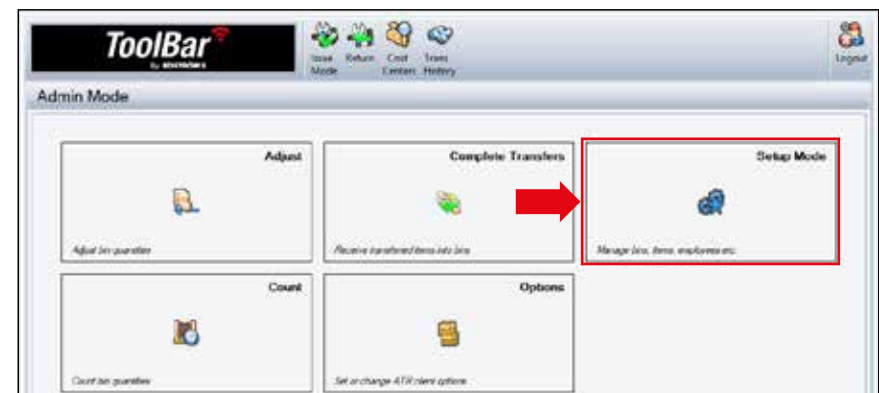 ToolBar
Issue Mode
Return
Cost Centers
Trans History
Logout
Admin Mode
Adjust
Adjust bin quantities
Complete Transfers
Receive transferred items into bins
Setup Mode
Manage bins, items, employees etc.
Count
Count bin quantities
Options
Set or change ATR client options